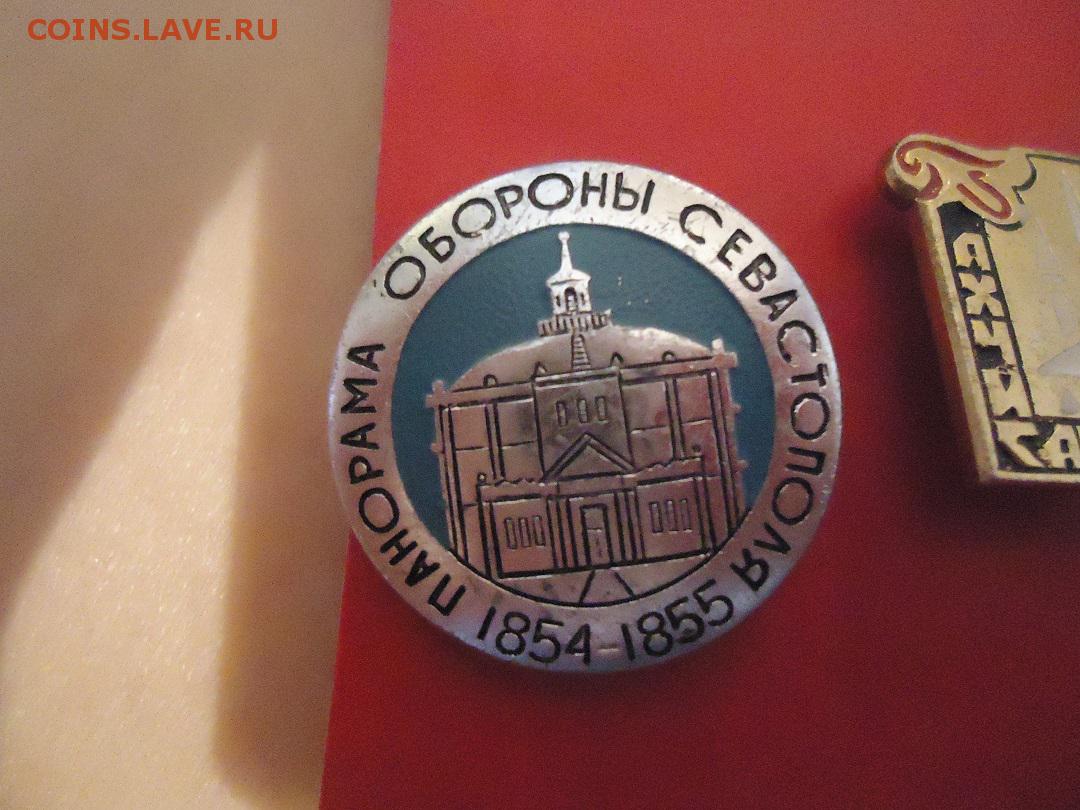 COINS.LAVE.RU
ПАНОРАМА ОБОРОНЫ СЕВАСТОПОЛЯ
1854-1855